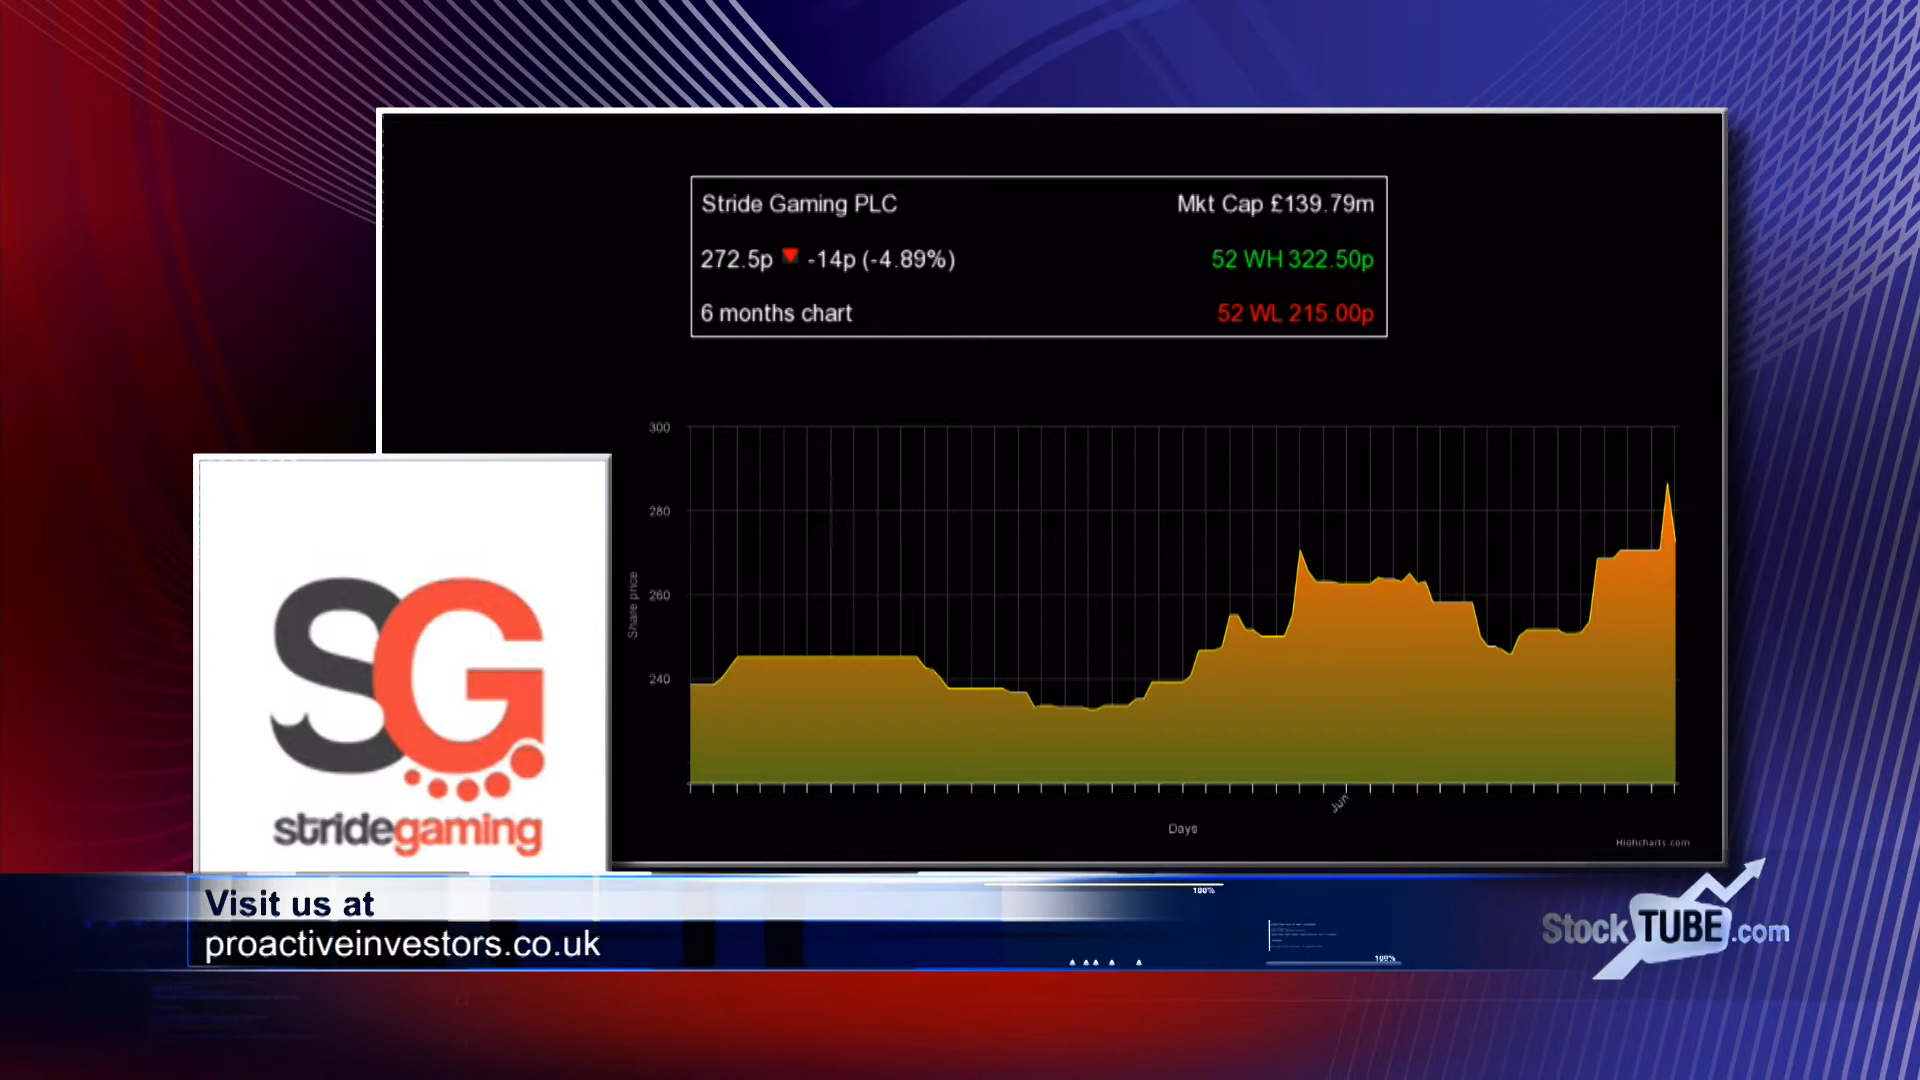 Stride Gaming PLC
Mkt Cap £139.79m
272.5p -14p (-4.89%)
52 WH 322.50p
6 months chart
52 WL 215.00p
300
280
260
240
Share price
Jun
Days
Highcharts.com
SG
stridegaming
Visit us at
proactiveinvestors.co.uk
100%
100%
StockTUBE.com